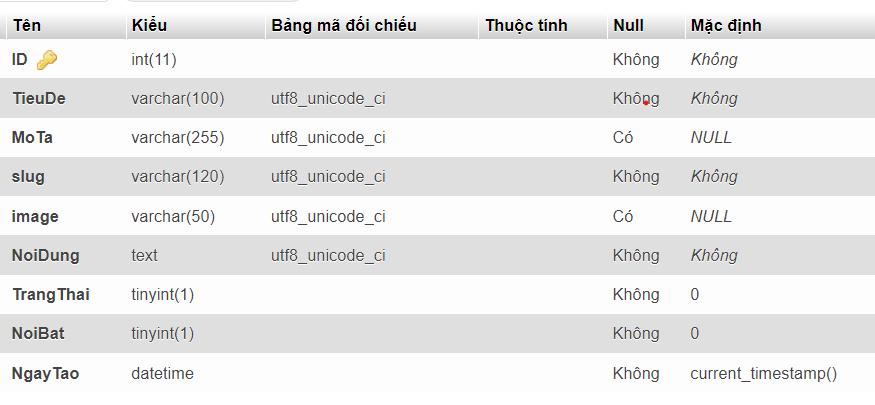 Tên Kiểu Bảng mã đối chiếu Thuộc tính Null Mặc định
ID int(11) Không Không
TieuDe varchar(100) utf8_unicode_ci Không Không
MoTa varchar(255) utf8_unicode_ci Có NULL
slug varchar(120) utf8_unicode_ci Không Không
image varchar(50) utf8_unicode_ci Có NULL
NoiDung text utf8_unicode_ci Không Không
TrangThai tinyint(1) Không 0
NoiBat tinyint(1) Không 0
NgayTao datetime Không current_timestamp()